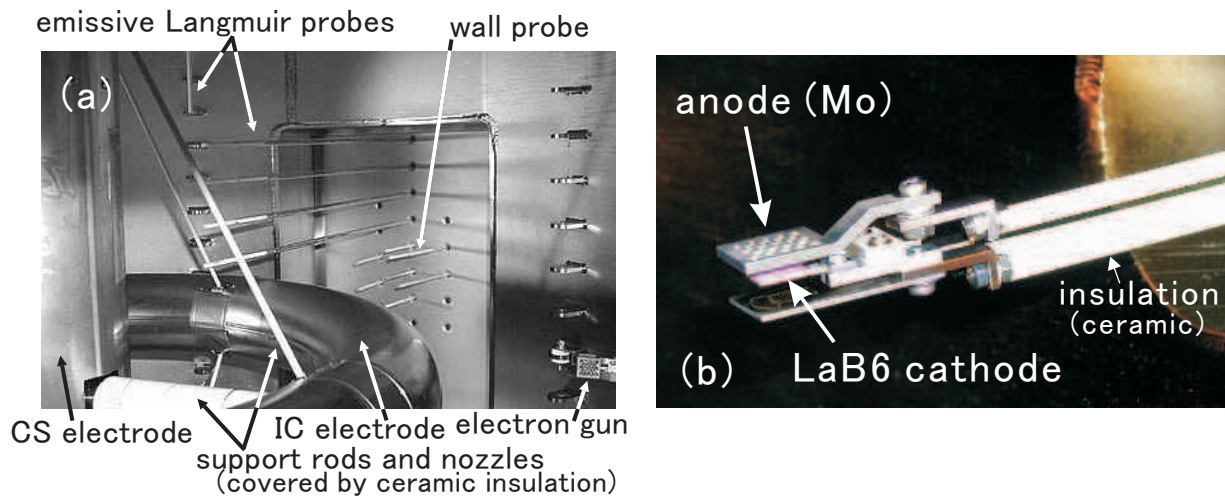 emissive Langmuir probes
wall probe
(a)
CS electrode
IC electrode
electron gun
support rods and nozzles
(covered by ceramic insulation)
anode (Mo)
insulation
(ceramic)
(b)
LaB6 cathode